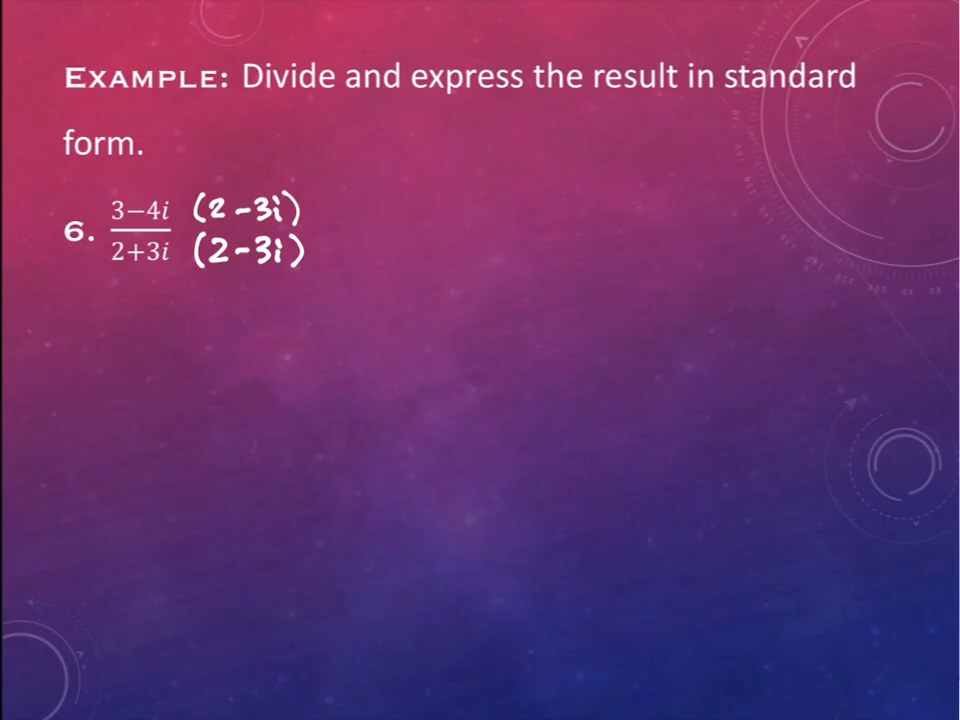 EXAMPLE: Divide and express the result in standard
form.
6. 3−4i (2-3i)
2+3i (2-3i)